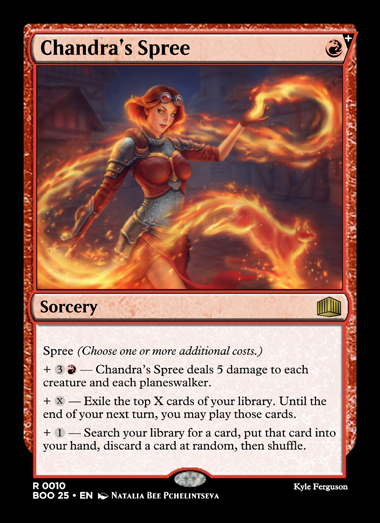 Chandra's Spree
Sorcery
Spree (Choose one or more additional costs.)
+ 3 — Chandra's Spree deals 5 damage to each
creature and each planeswalker.
+ X — Exile the top X cards of your library. Until the
end of your next turn, you may play those cards.
+ 1 — Search your library for a card, put that card into
your hand, discard a card at random, then shuffle.
R 0010
BOO 25 • EN Natalia Bee Pchelintseva
Kyle Ferguson